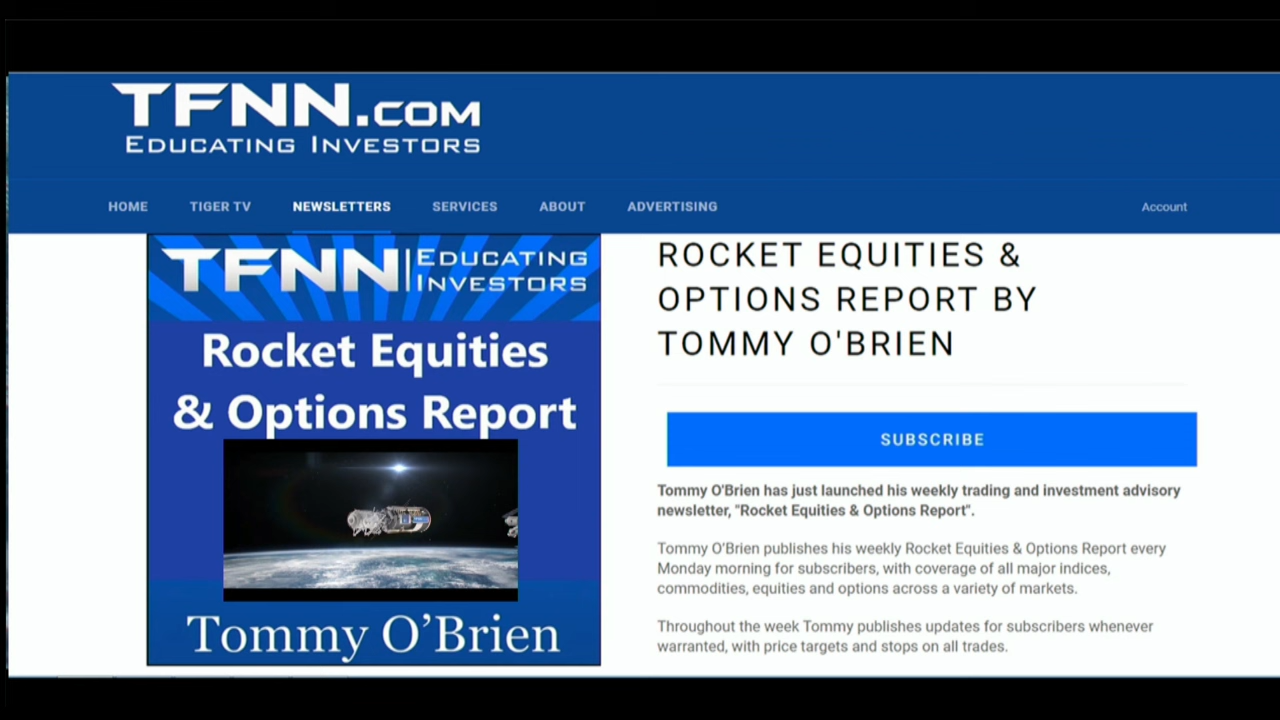 TFNN.COM
EDUCATING INVESTORS
HOME TIGER TV NEWSLETTERS SERVICES ABOUT ADVERTISING Account
TFNN EDUCATING
INVESTORS
Rocket Equities
& Options Report
Tommy O’Brien
ROCKET EQUITIES &
OPTIONS REPORT BY
TOMMY O'BRIEN
SUBSCRIBE
Tommy O'Brien has just launched his weekly trading and investment advisory
newsletter, "Rocket Equities & Options Report".
Tommy O’Brien publishes his weekly Rocket Equities & Options Report every
Monday morning for subscribers, with coverage of all major indices,
commodities, equities and options across a variety of markets.
Throughout the week Tommy publishes updates for subscribers whenever
warranted, with price targets and stops on all trades.